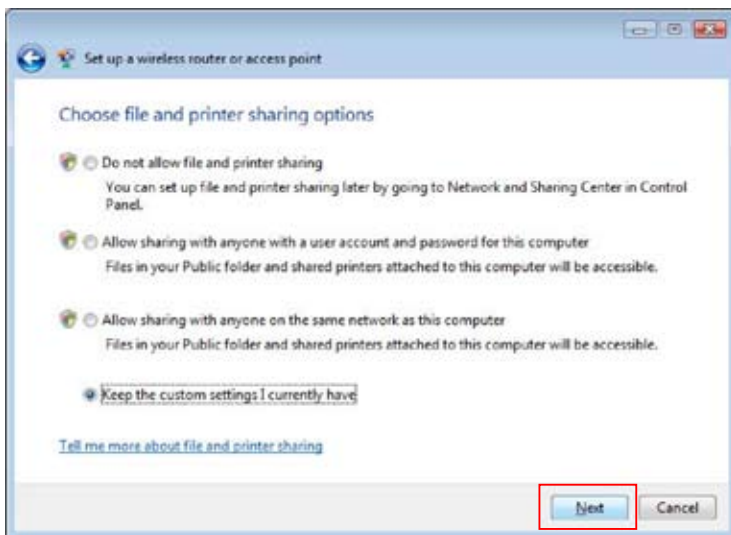 Set up a wireless router or access point
Choose file and printer sharing options
Do not allow file and printer sharing
You can set up file and printer sharing later by going to Network and Sharing Center in Control
Panel.
Allow sharing with anyone with a user account and password for this computer
Files in your Public folder and shared printers attached to this computer will be accessible.
Allow sharing with anyone on the same network as this computer
Files in your Public folder and shared printers attached to this computer will be accessible.
Keep the custom settings I currently have
Tell me more about file and printer sharing
Next Cancel